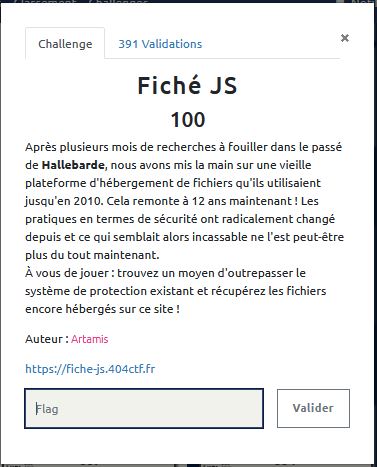 Challenge
391 Validations
×
Fiché JS
100
Après plusieurs mois de recherches à fouiller dans le passé
de Hallebarde, nous avons mis la main sur une vieille
plateforme d'hébergement de fichiers qu'ils utilisaient
jusqu'en 2010. Cela remonte à 12 ans maintenant ! Les
pratiques en termes de sécurité ont radicalement changé
depuis et ce qui semblait alors incassable ne l'est peut-être
plus du tout maintenant.
À vous de jouer : trouvez un moyen d'outrepasser le
système de protection existant et récupérez les fichiers
encore hébergés sur ce site !
Auteur : Artamis
https://fiche-js.404ctf.fr
Flag
Valider